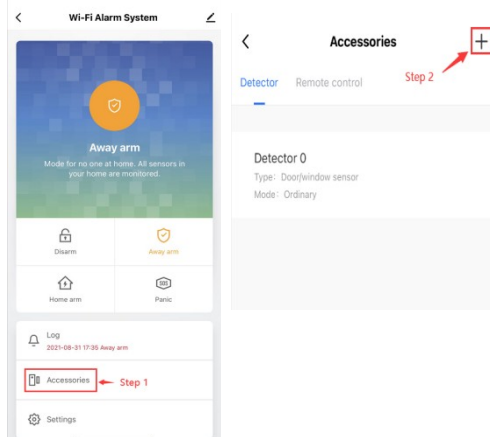 Wi-Fi Alarm System
Away arm
Mode for no one at home. All sensors in
your home are monitored.
Disarm
Away arm
Home arm
SOS
Panic
Log
2021-08-31 17:35 Away arm
Accessories
Step 1
Settings
Accessories
Step 2
Detector
Remote control
Detector 0
Type: Door/window sensor
Mode: Ordinary